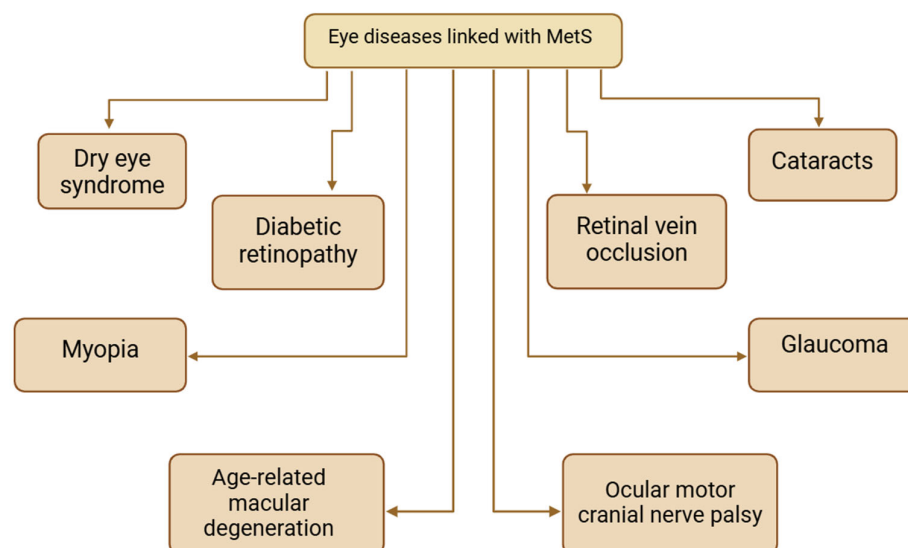 Eye diseases linked with MetS
Dry eye
syndrome
Cataracts
Diabetic
retinopathy
Retinal vein
occlusion
Myopia
Glaucoma
Age-related
macular
degeneration
Ocular motor
cranial nerve palsy